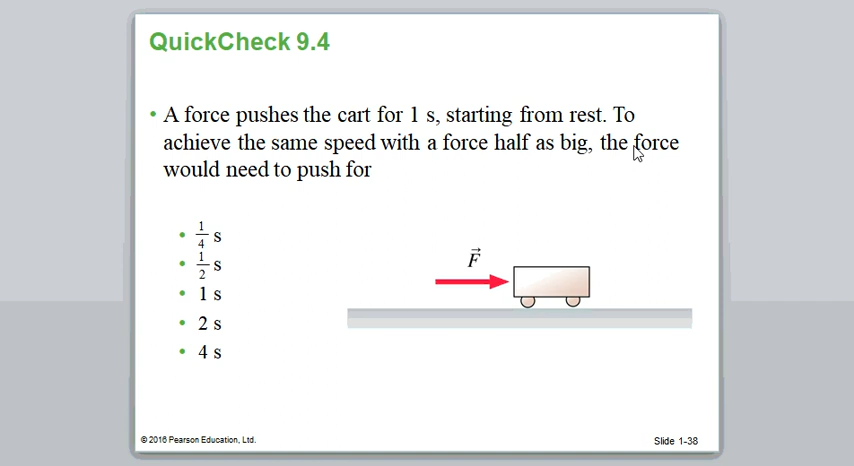 QuickCheck 9.4
• A force pushes the cart for 1 s, starting from rest. To
achieve the same speed with a force half as big, the force
would need to push for
• 1/4 s
• 1/2 s
• 1 s
• 2 s
• 4 s
F⃗
© 2016 Pearson Education, Ltd.
Slide 1-38